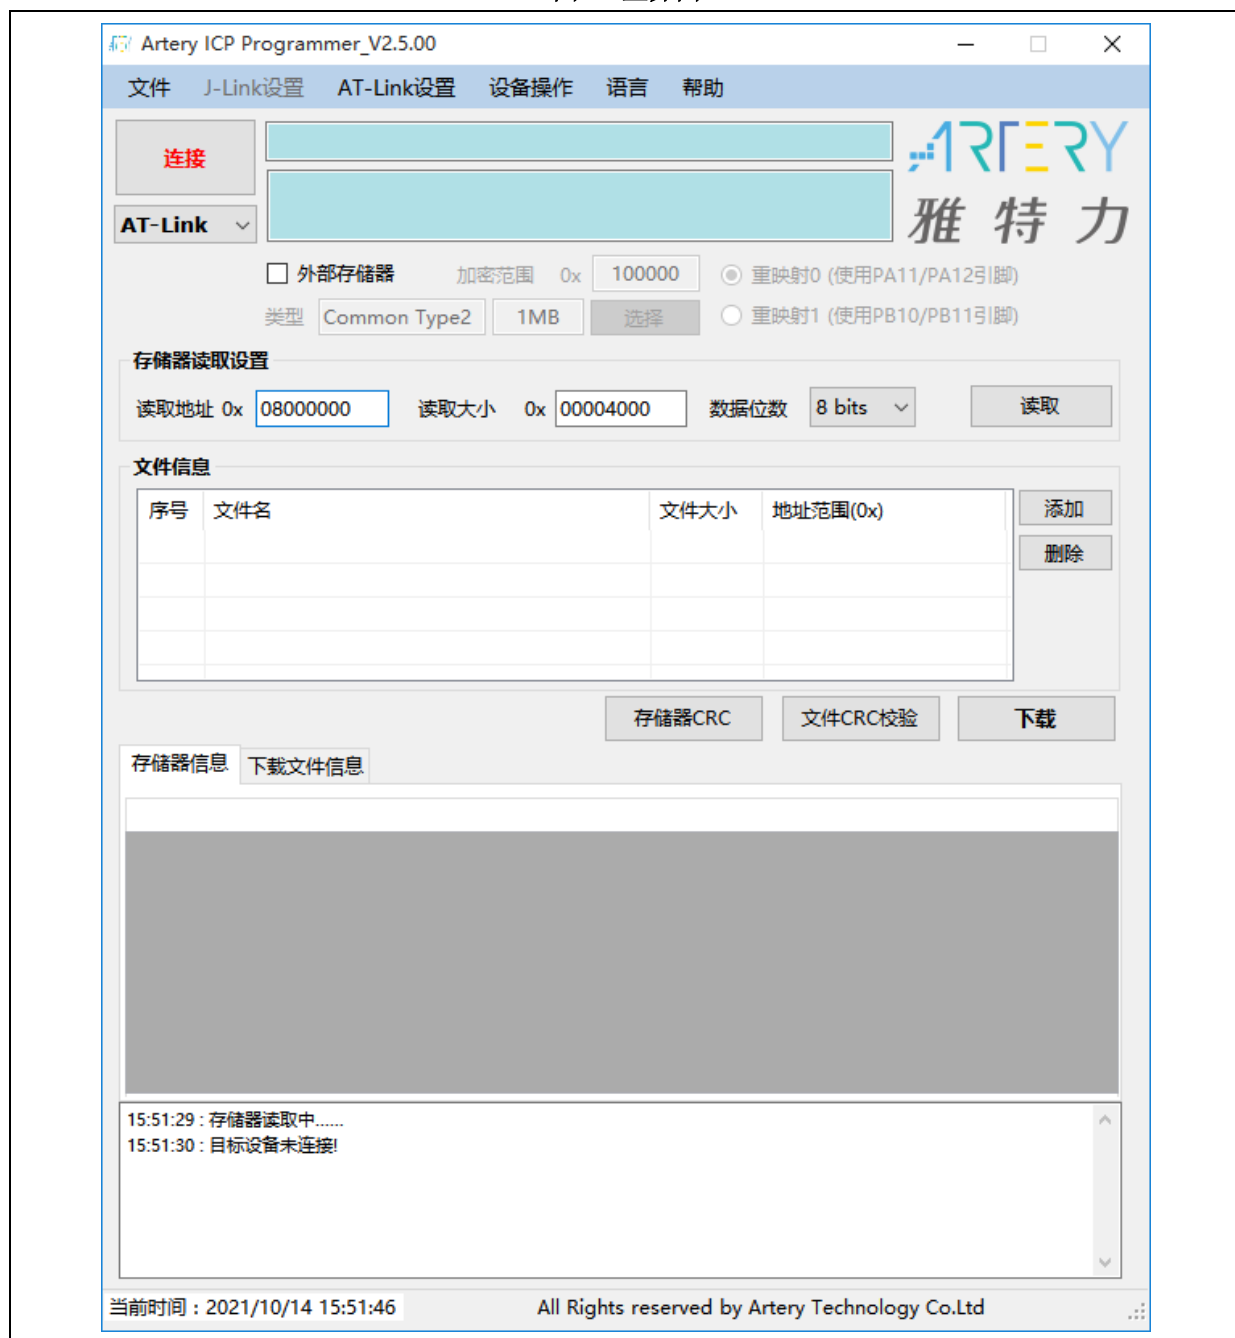 Artery ICP Programmer_V2.5.00
文件 J-Link设置 AT-Link设置 设备操作 语言 帮助
连接
ARTERY
AT-Link
雅特力
外部存储器 加密范围 0x 100000 重映射0 (使用PA11/PA12引脚)
类型 Common Type2 1MB 选择 重映射1 (使用PB10/PB11引脚)
存储器读取设置
读取地址 0x 08000000 读取大小 0x 00004000 数据位数 8 bits 读取
文件信息
序号 文件名 文件大小 地址范围(0x) 添加
删除
存储器CRC 文件CRC校验 下载
存储器信息 下载文件信息
15:51:29 : 存储器读取中......
15:51:30 : 目标设备未连接!
当前时间 : 2021/10/14 15:51:46 All Rights reserved by Artery Technology Co.Ltd